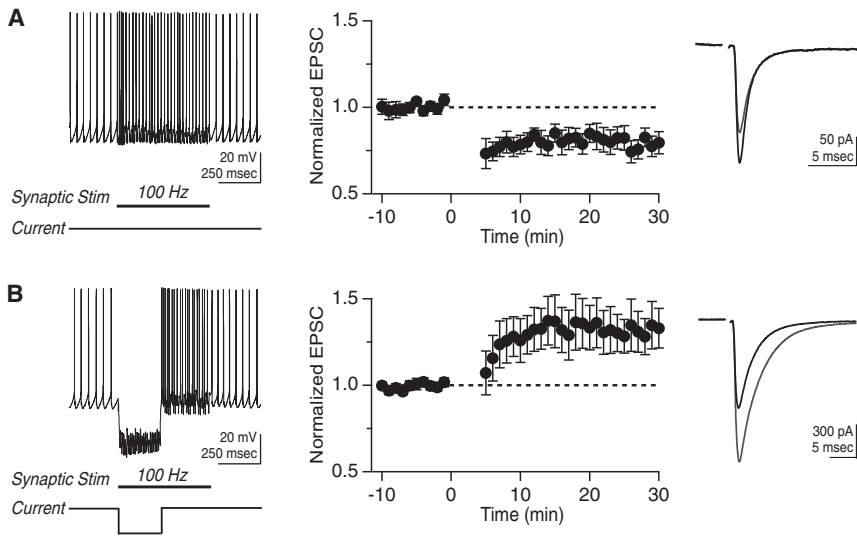 A
20 mV
250 msec
Synaptic Stim
100 Hz
Current
Normalized EPSC
1.5
1.0
0.5
-10
0
10
20
30
Time (min)
50 pA
5 msec
B
20 mV
250 msec
Synaptic Stim
100 Hz
Current
Normalized EPSC
1.5
1.0
0.5
-10
0
10
20
30
Time (min)
300 pA
5 msec